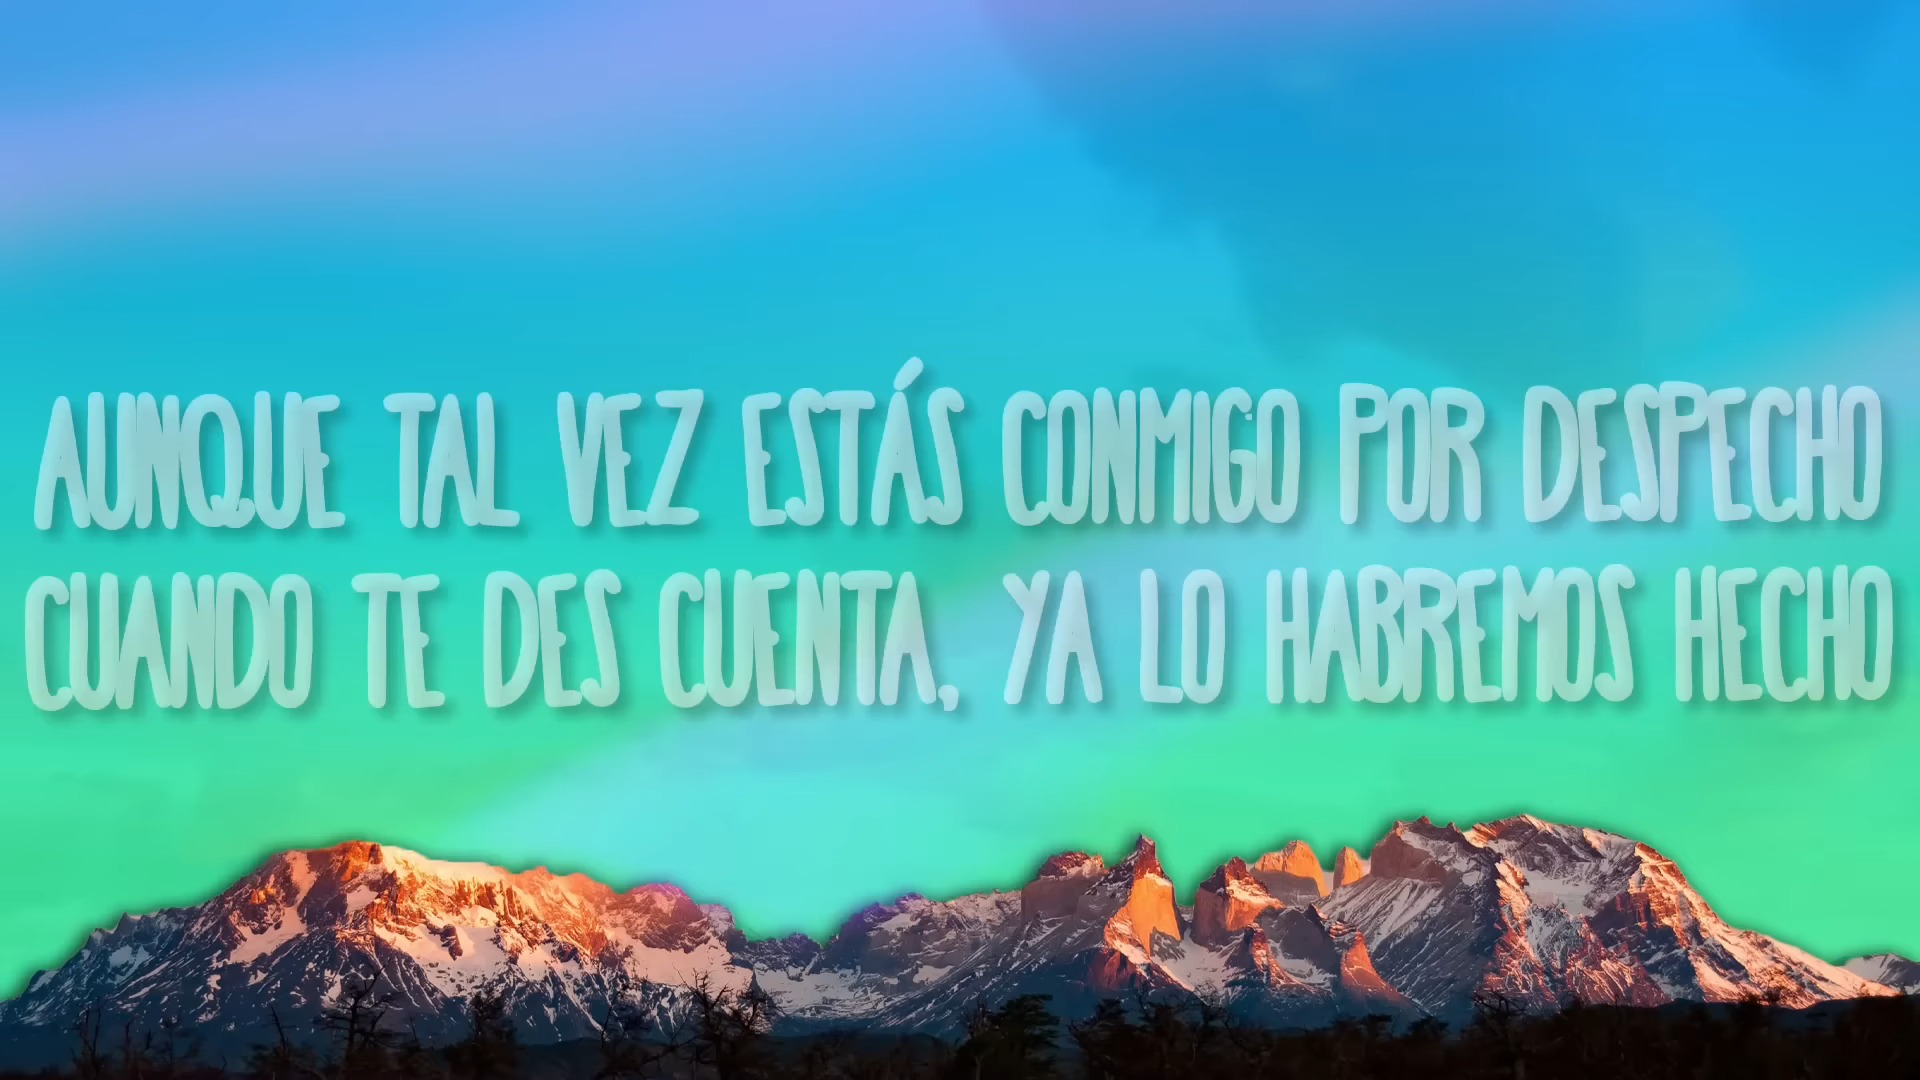 AUNQUE TAL VEZ ESTÁS CONMIGO POR DESPECHO
CUANDO TE DES CUENTA, YA LO HABREMOS HECHO